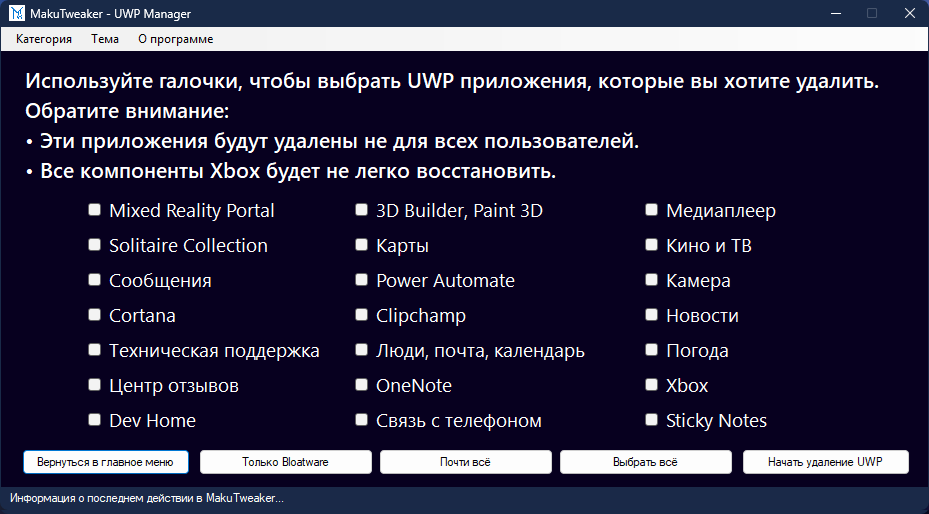 MakuTweaker - UWP Manager
Категория Тема О программе
Используйте галочки, чтобы выбрать UWP приложения, которые вы хотите удалить.
Обратите внимание:
• Эти приложения будут удалены не для всех пользователей.
• Все компоненты Xbox будет не легко восстановить.
Mixed Reality Portal 3D Builder, Paint 3D Медиаплеер
Solitaire Collection Карты Кино и ТВ
Сообщения Power Automate Камера
Cortana Clipchamp Новости
Техническая поддержка Люди, почта, календарь Погода
Центр отзывов OneNote Xbox
Dev Home Связь с телефоном Sticky Notes
Вернуться в главное меню Только Bloatware Почти всё Выбрать всё Начать удаление UWP
Информация о последнем действии в MakuTweaker...